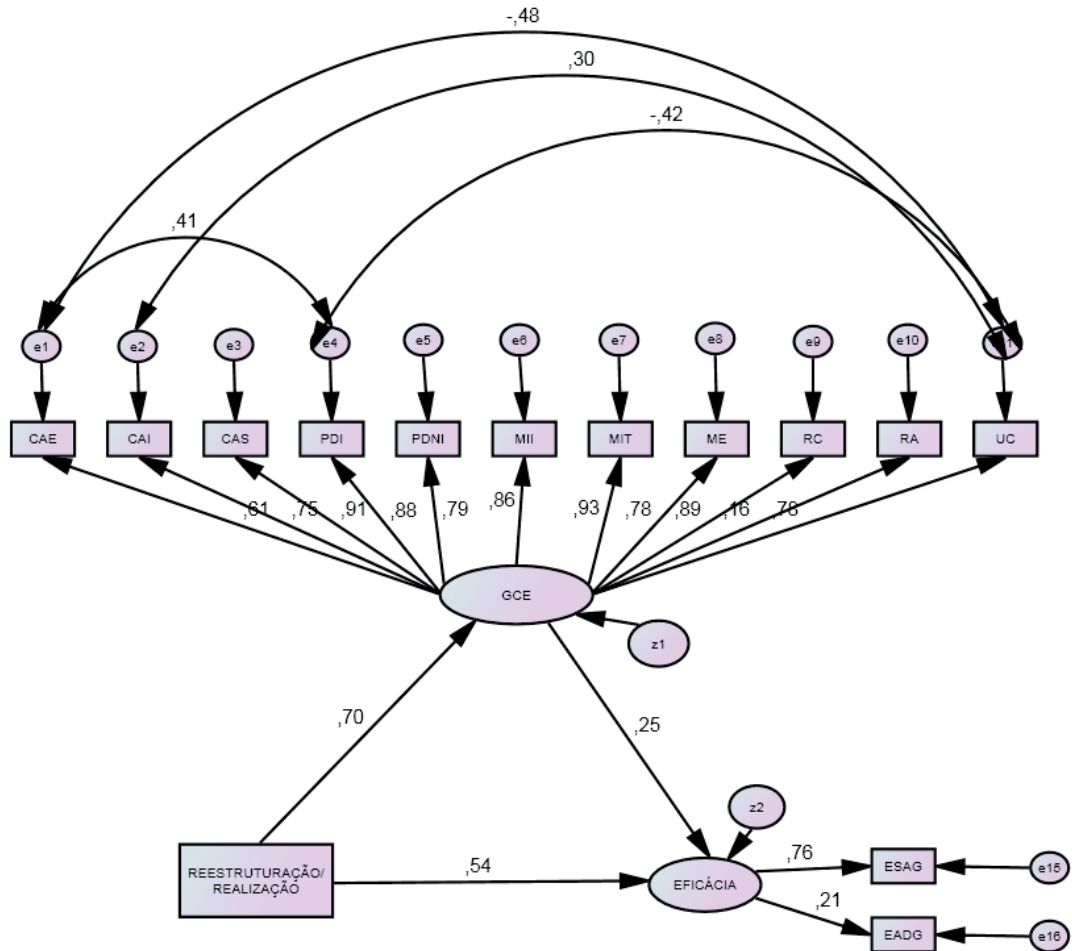 -,48
,30
-,42
,41
e1
e2
e3
e4
e5
e6
e7
e8
e9
e10
CAE
CAI
CAS
PDI
PDNI
MII
MIT
ME
RC
RA
UC
,61
,75
,91
,88
,79
,86
,93
,78
,89
,16
,78
GCE
z1
,70
,25
z2
REESTRUTURAÇÃO/
REALIZAÇÃO
,54
EFICÁCIA
,76
ESAG
e15
,21
EADG
e16